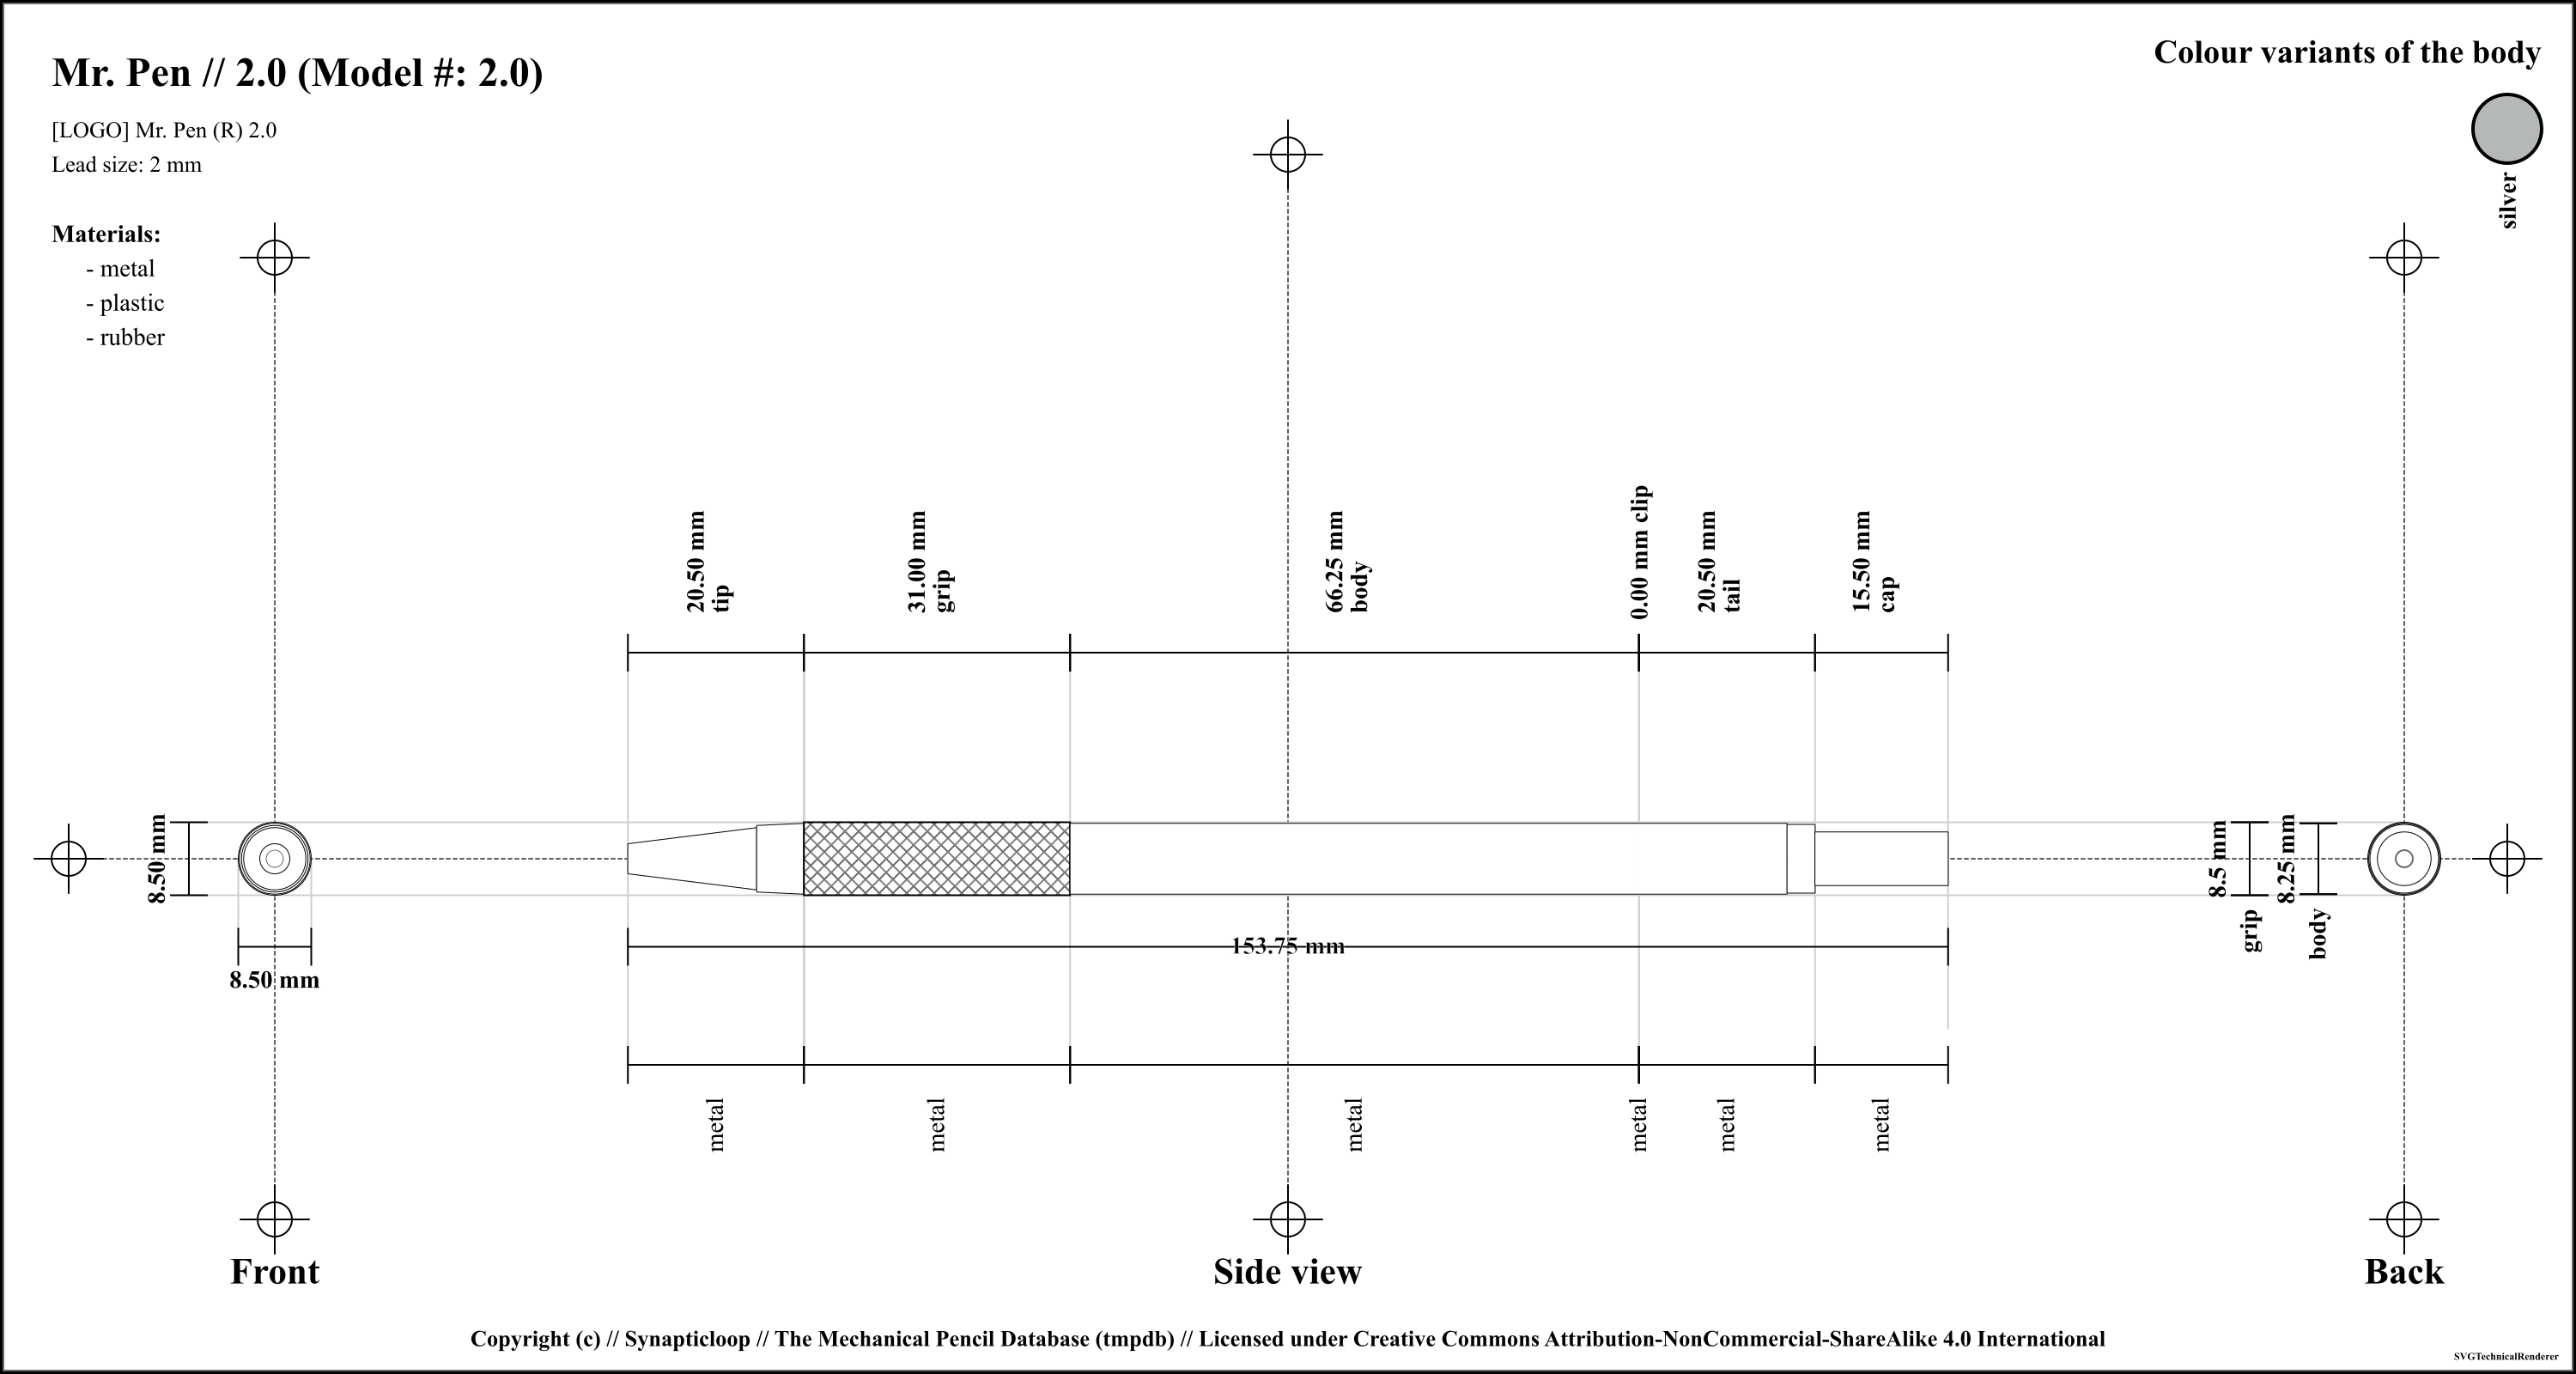 Mr. Pen // 2.0 (Model #: 2.0)
[LOGO] Mr. Pen (R) 2.0
Lead size: 2 mm
Materials:
- metal
- plastic
- rubber
Colour variants of the body
silver
20.50 mm
tip
31.00 mm
grip
66.25 mm
body
0.00 mm clip
20.50 mm
tail
15.50 mm
cap
8.50 mm
8.50 mm
153.75 mm
8.5 mm
grip
8.25 mm
body
metal
metal
metal
metal
metal
metal
Front
Side view
Back
Copyright (c) // Synapticloop // The Mechanical Pencil Database (tmpdb) // Licensed under Creative Commons Attribution-NonCommercial-ShareAlike 4.0 International
SVGTechnicalRenderer